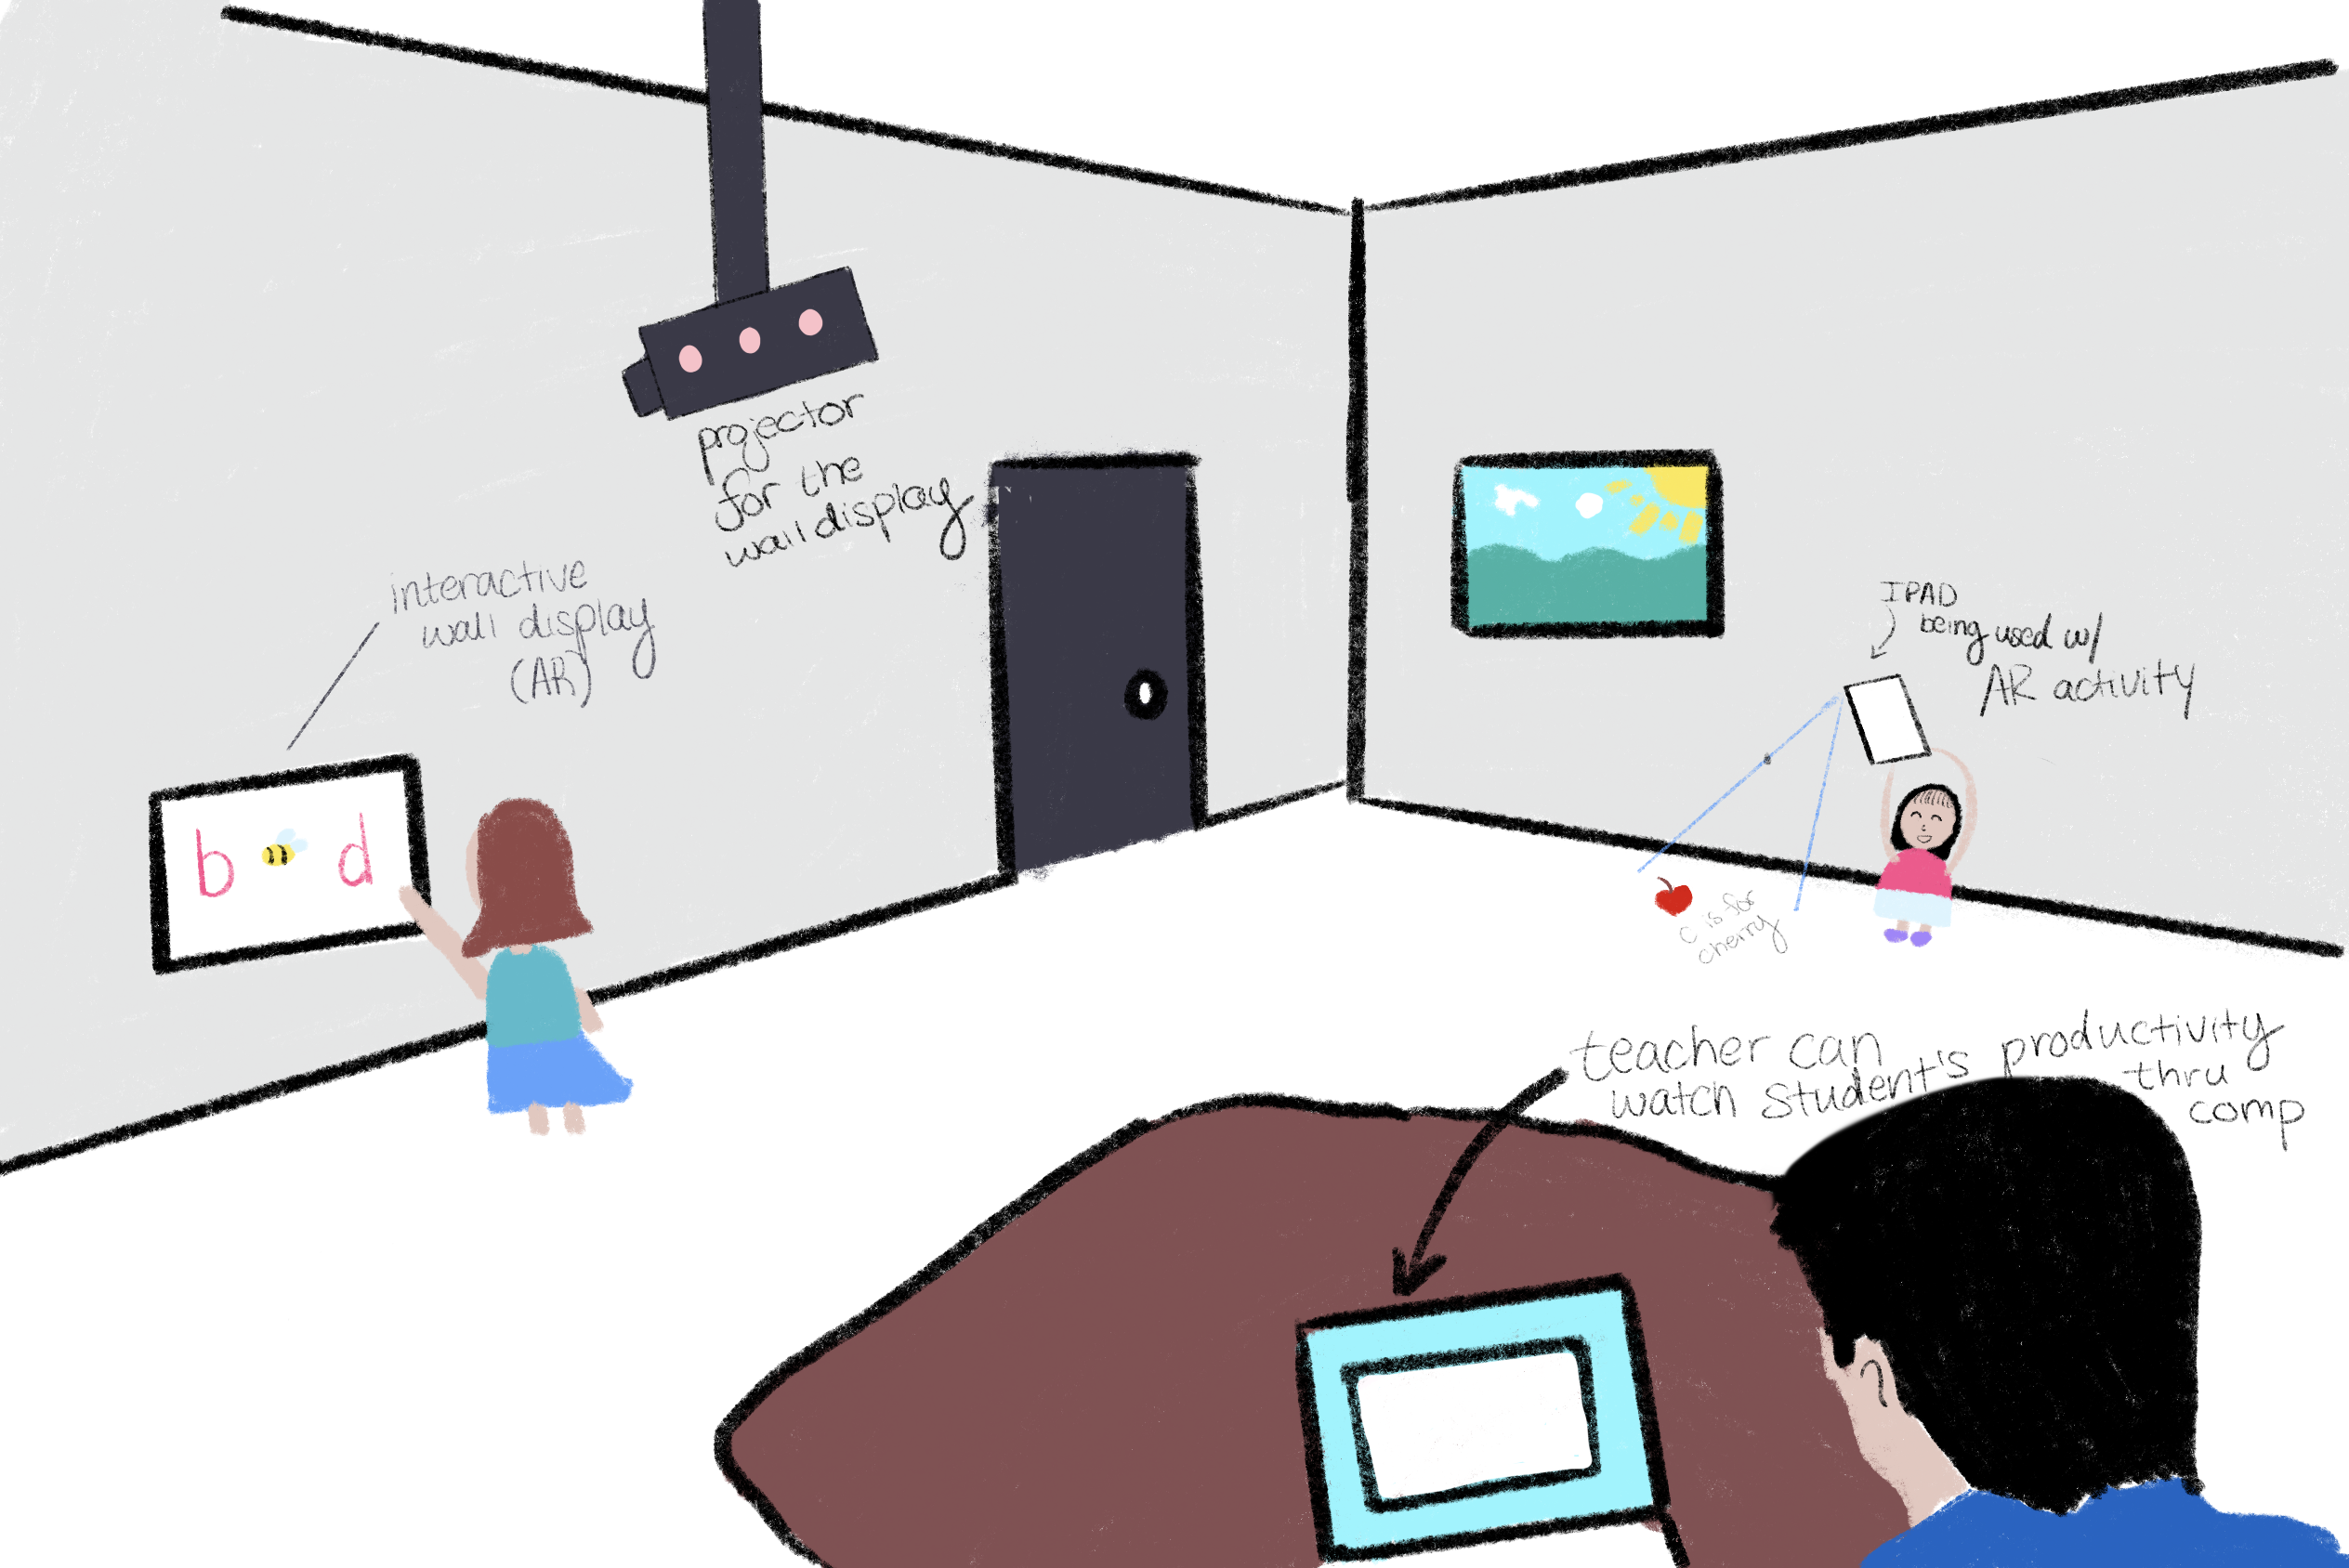 projector
for the
wall display
interactive
wall display
(AR)
b d
IPAD
being used w/
AR activity
c is for
cherry
teacher can
watch student's productivity
thru
comp